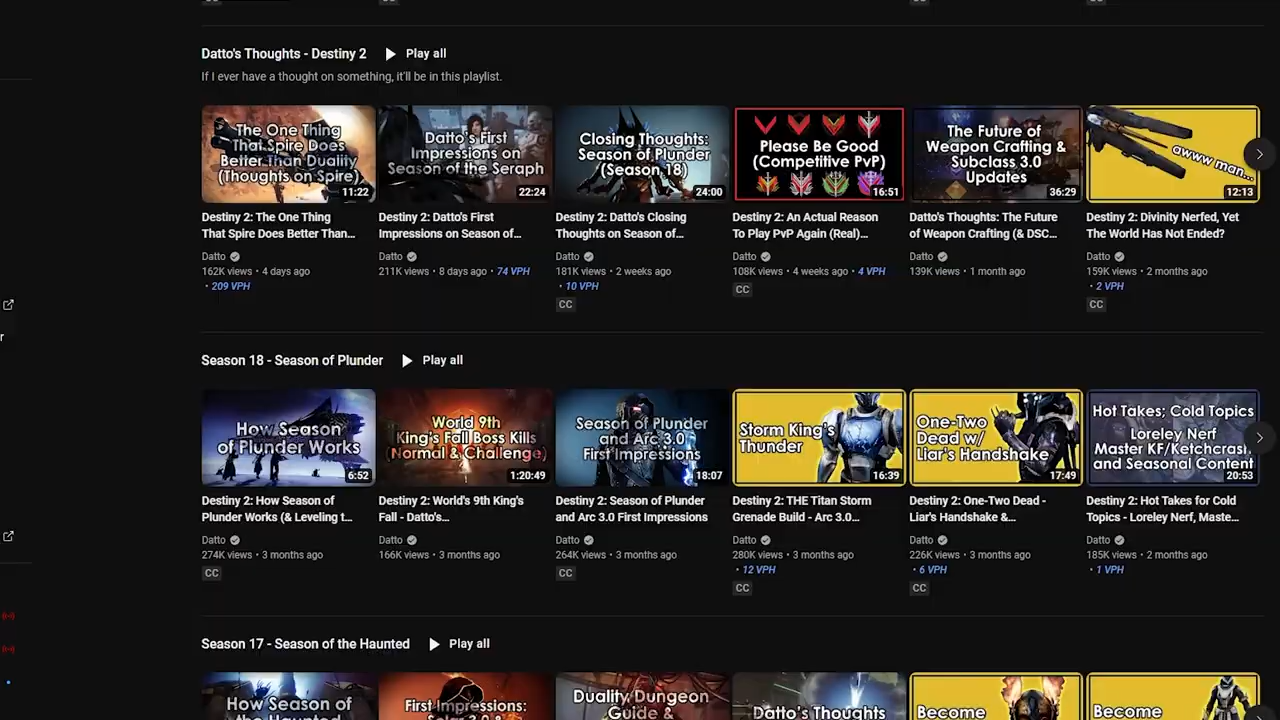 Datto's Thoughts - Destiny 2 Play all
If I ever have a thought on something, it'll be in this playlist.
The One Thing
That Spire Does
Better Than Duality
(Thoughts on Spire)
11:22
Datto's First
Impressions on
Season of the Seraph
22:24
Closing Thoughts:
Season of Plunder
(Season 18)
24:00
Please Be Good
(Competitive PvP)
16:51
The Future of
Weapon Crafting &
Subclass 3.0
Updates
36:29
awww man...
12:13
Destiny 2: The One Thing
That Spire Does Better Than...
Datto
162K views • 4 days ago
• 209 VPH
Destiny 2: Datto's First
Impressions on Season of...
Datto
211K views • 8 days ago • 74 VPH
Destiny 2: Datto's Closing
Thoughts on Season of...
Datto
181K views • 2 weeks ago
• 10 VPH
CC
Destiny 2: An Actual Reason
To Play PvP Again (Real)...
Datto
108K views • 4 weeks ago • 4 VPH
CC
Datto's Thoughts: The Future
of Weapon Crafting (& DSC...
Datto
139K views • 1 month ago
Destiny 2: Divinity Nerfed, Yet
The World Has Not Ended?
Datto
159K views • 2 months ago
• 2 VPH
CC
Season 18 - Season of Plunder Play all
How Season
of Plunder Works
6:52
World 9th
King's Fall Boss Kills
(Normal & Challenge)
1:20:49
Season of Plunder
and Arc 3.0
First Impressions
18:07
Storm King's
Thunder
16:39
One-Two
Dead w/
Liar's Handshake
17:49
Hot Takes; Cold Topics
Loreley Nerf
Master KF/Ketchcrash
and Seasonal Content
20:53
Destiny 2: How Season of
Plunder Works (& Leveling t...
Datto
274K views • 3 months ago
CC
Destiny 2: World's 9th King's
Fall - Datto's...
Datto
166K views • 3 months ago
Destiny 2: Season of Plunder
and Arc 3.0 First Impressions
Datto
264K views • 3 months ago
CC
Destiny 2: THE Titan Storm
Grenade Build - Arc 3.0...
Datto
280K views • 3 months ago
• 12 VPH
CC
Destiny 2: One-Two Dead -
Liar's Handshake &...
Datto
226K views • 3 months ago
• 6 VPH
CC
Destiny 2: Hot Takes for Cold
Topics - Loreley Nerf, Maste...
Datto
185K views • 2 months ago
• 1 VPH
Season 17 - Season of the Haunted Play all
How Season of
the Haunted
First Impressions:
Solar 3.0 &
Duality Dungeon
Guide &
Datto's Thoughts
Become
Become